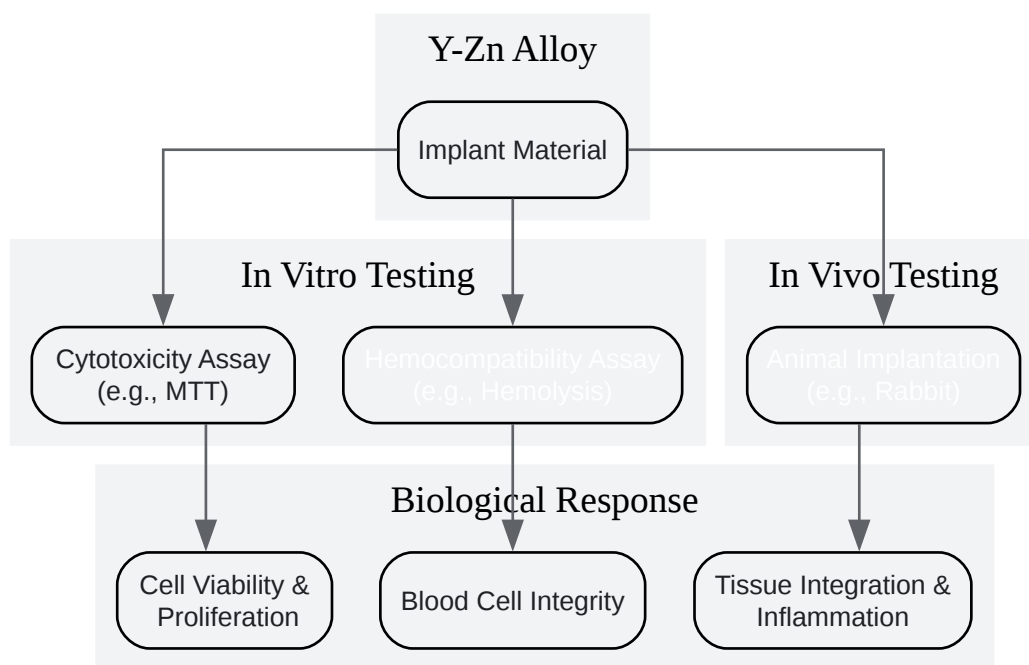 Y-Zn Alloy
Implant Material
In Vitro Testing
In Vivo Testing
Cytotoxicity Assay
(e.g., MTT)
Hemocompatibility Assay
(e.g., Hemolysis)
Animal Implantation
(e.g., Rabbit)
Biological Response
Cell Viability &
Proliferation
Blood Cell Integrity
Tissue Integration &
Inflammation